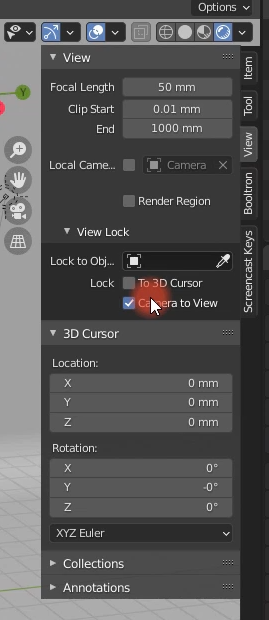 Options
View
Focal Length 50 mm
Clip Start 0.01 mm
End 1000 mm
Local Came... Camera
Render Region
View Lock
Lock to Obj...
Lock To 3D Cursor
Camera to View
3D Cursor
Location:
X 0 mm
Y 0 mm
Z 0 mm
Rotation:
X 0°
Y -0°
Z 0°
XYZ Euler
Collections
Annotations
Item
Tool
View
Booltron
Screencast Keys
Y